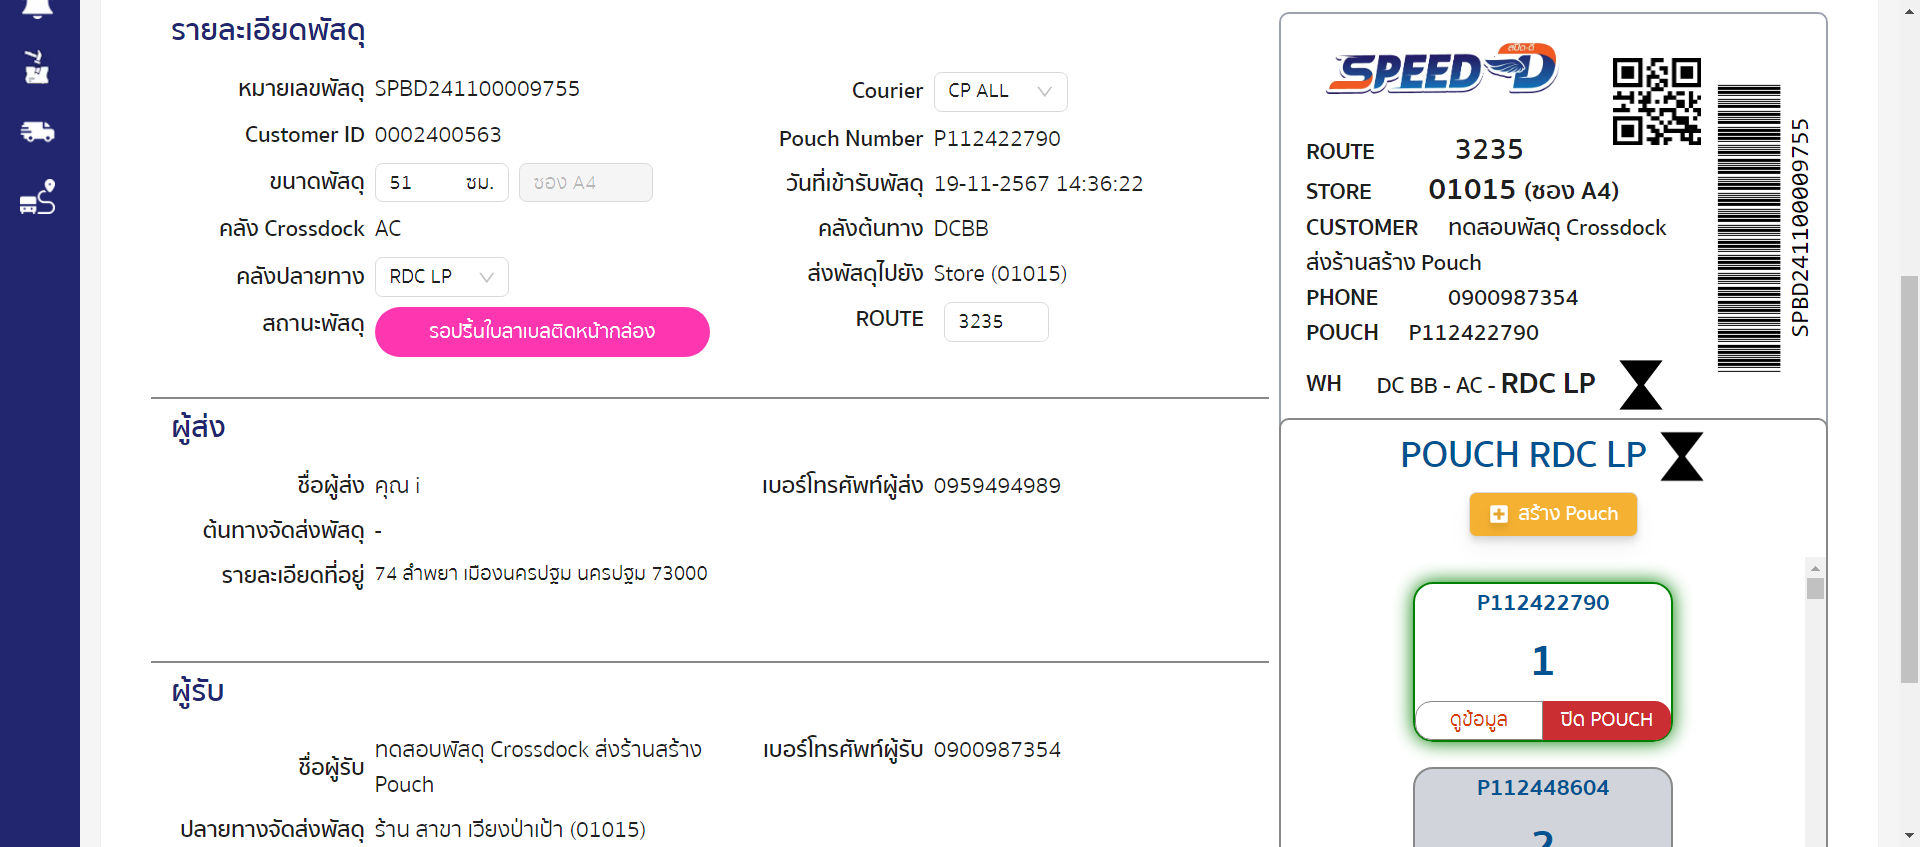 รายละเอียดพัสดุ
หมายเลขพัสดุ SPBD241100009755
Customer ID 0002400563
ขนาดพัสดุ 51 ซม. ซอง A4
คลัง Crossdock AC
คลังปลายทาง RDC LP
สถานะพัสดุ รอปริ้นใบลาเบลติดหน้ากล่อง
Courier CP ALL
Pouch Number P112422790
วันที่เข้ารับพัสดุ 19-11-2567 14:36:22
คลังต้นทาง DCBB
ส่งพัสดุไปยัง Store (01015)
ROUTE 3235
ผู้ส่ง
ชื่อผู้ส่ง คุณ i
เบอร์โทรศัพท์ผู้ส่ง 0959494989
ต้นทางจัดส่งพัสดุ -
รายละเอียดที่อยู่ 74 ลำพยา เมืองนครปฐม นครปฐม 73000
ผู้รับ
ชื่อผู้รับ ทดสอบพัสดุ Crossdock ส่งร้านสร้าง
Pouch
เบอร์โทรศัพท์ผู้รับ 0900987354
ปลายทางจัดส่งพัสดุ ร้าน สาขา เวียงป่าเป้า (01015)
สปีด-ดี
SPEED-D
ROUTE 3235
STORE 01015 (ซอง A4)
CUSTOMER ทดสอบพัสดุ Crossdock
ส่งร้านสร้าง Pouch
PHONE 0900987354
POUCH P112422790
WH DC BB - AC - RDC LP
SPBD241100009755
POUCH RDC LP
สร้าง Pouch
P112422790
1
ดูข้อมูล ปิด POUCH
P112448604
2